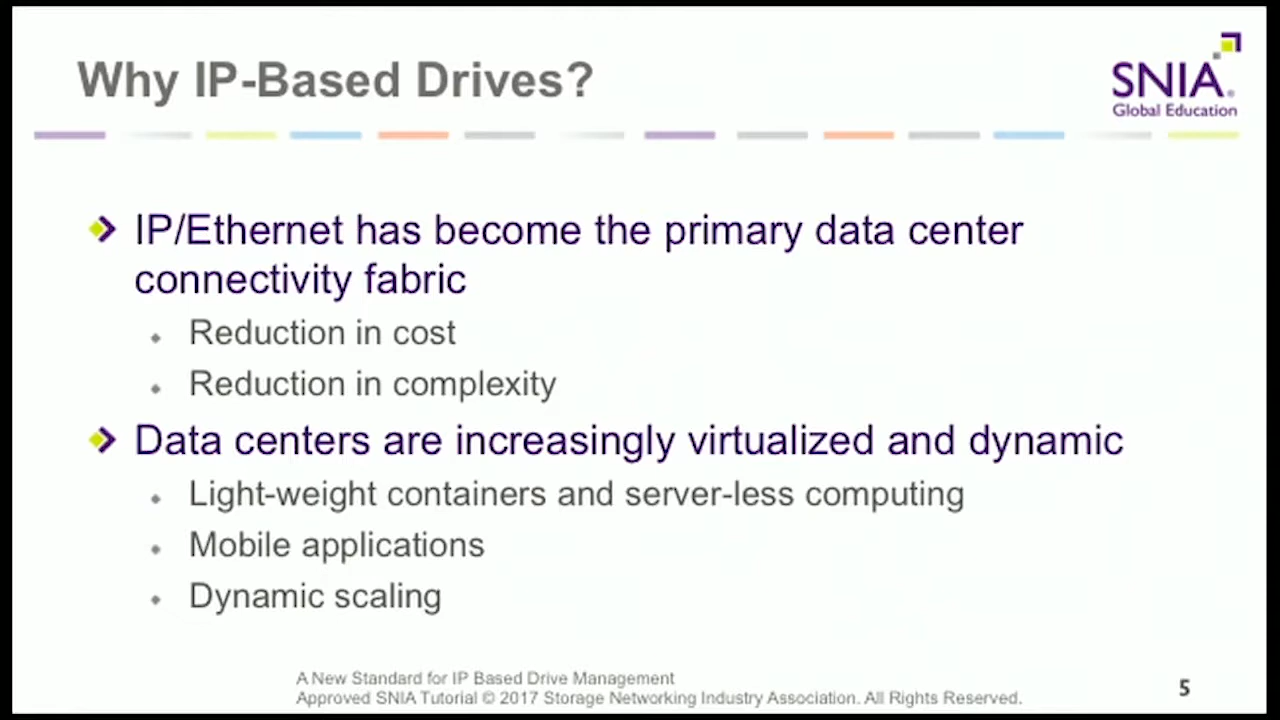 Why IP-Based Drives?
SNIA.
Global Education
IP/Ethernet has become the primary data center
connectivity fabric
Reduction in cost
Reduction in complexity
Data centers are increasingly virtualized and dynamic
Light-weight containers and server-less computing
Mobile applications
Dynamic scaling
A New Standard for IP Based Drive Management
Approved SNIA Tutorial © 2017 Storage Networking Industry Association. All Rights Reserved.
5